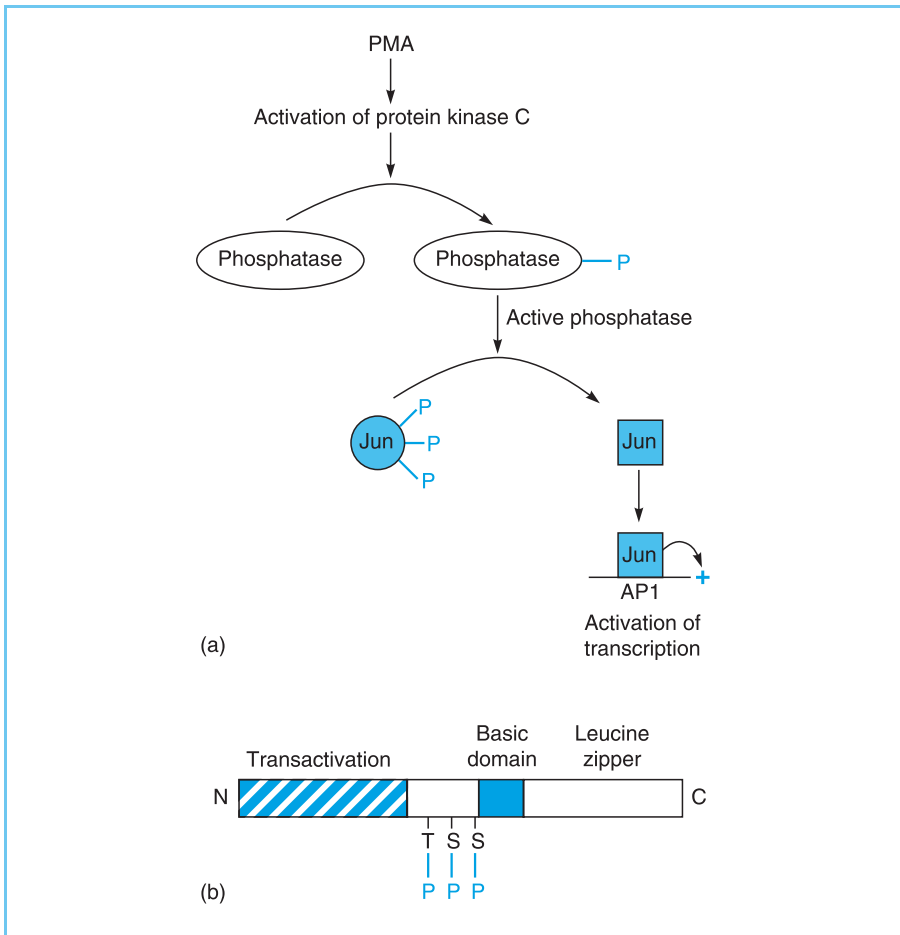 PMA
Activation of protein kinase C
Phosphatase
Phosphatase
P
Active phosphatase
P
Jun
P
P
Jun
Jun
+
AP1
Activation of
transcription
(a)
Transactivation
Basic
domain
Leucine
zipper
N
C
T S S
P P P
(b)